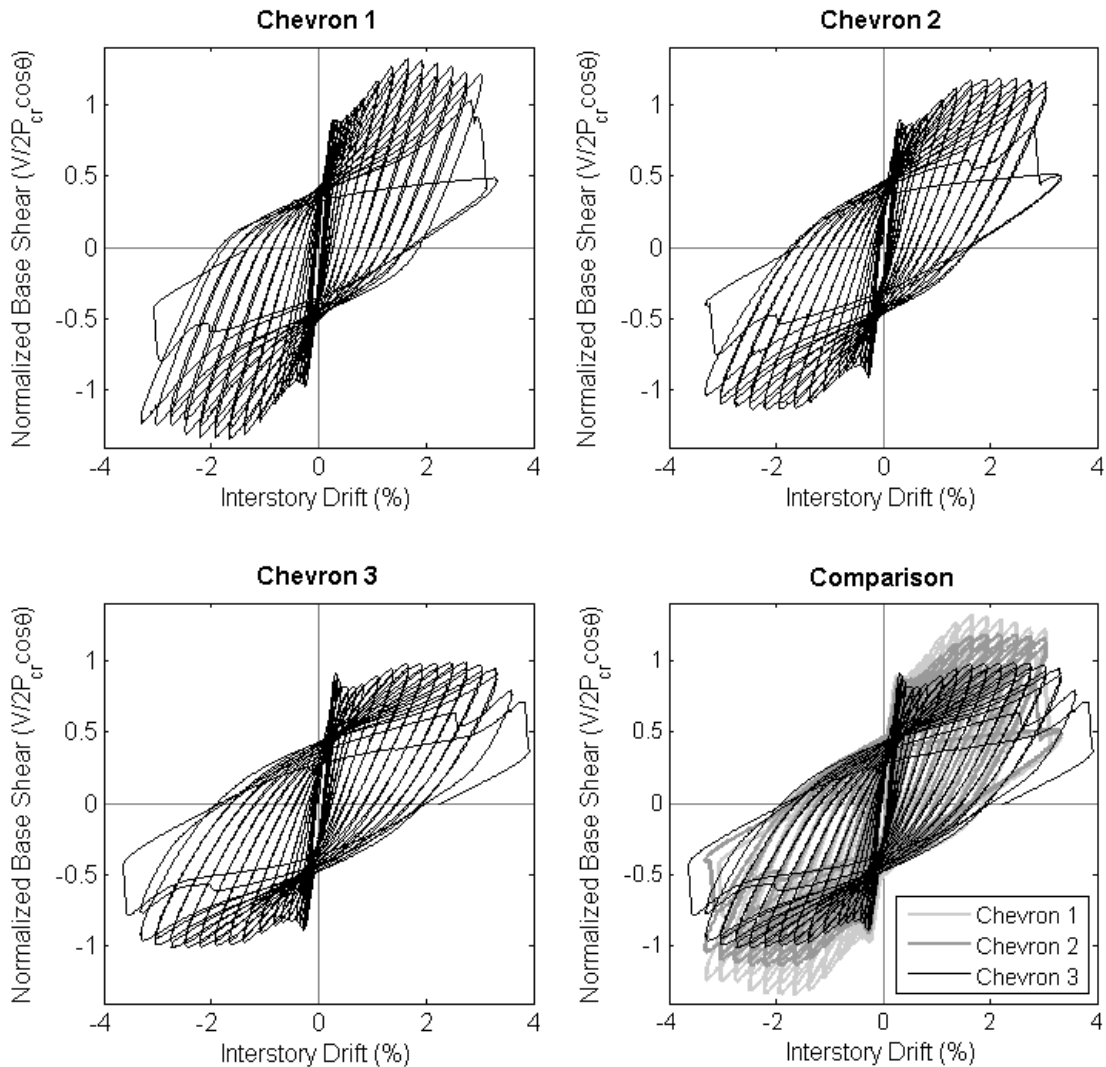 Chevron 1
Normalized Base Shear (V/2P_cr cosθ)
1
0.5
0
-0.5
-1
-4 -2 0 2 4
Interstory Drift (%)
Chevron 2
Normalized Base Shear (V/2P_cr cosθ)
1
0.5
0
-0.5
-1
-4 -2 0 2 4
Interstory Drift (%)
Chevron 3
Normalized Base Shear (V/2P_cr cosθ)
1
0.5
0
-0.5
-1
-4 -2 0 2 4
Interstory Drift (%)
Comparison
Normalized Base Shear (V/2P_cr cosθ)
1
0.5
0
-0.5
-1
-4 -2 0 2 4
Interstory Drift (%)
Chevron 1
Chevron 2
Chevron 3